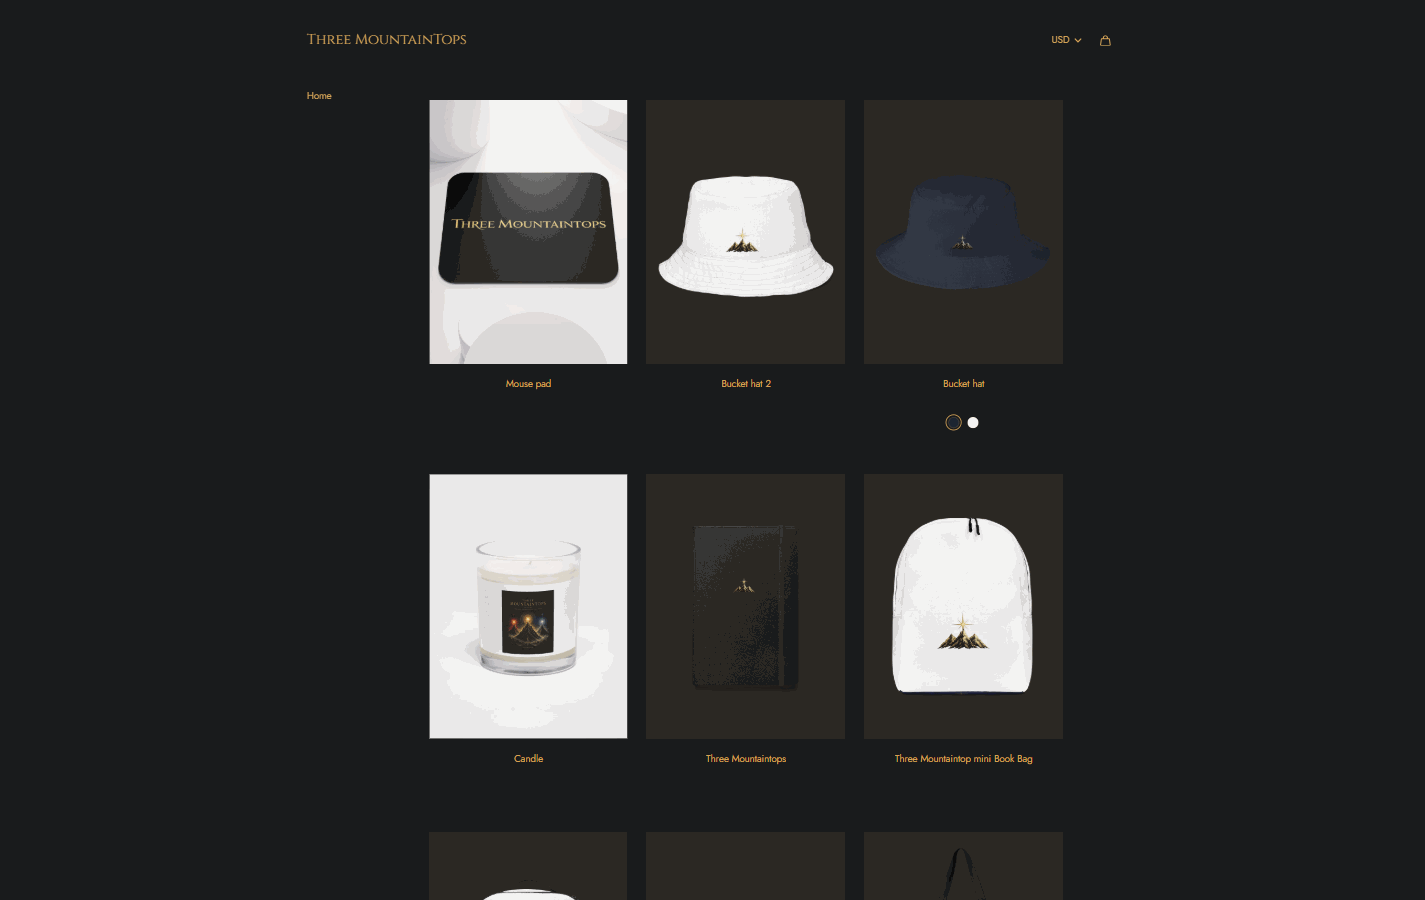 THREE MOUNTAINTOPS
USD
Home
THREE MOUNTAINTOPS
Mouse pad
Bucket hat 2
Bucket hat
MOUNTAINTOPS
Candle
Three Mountaintops
Three Mountaintop mini Book Bag